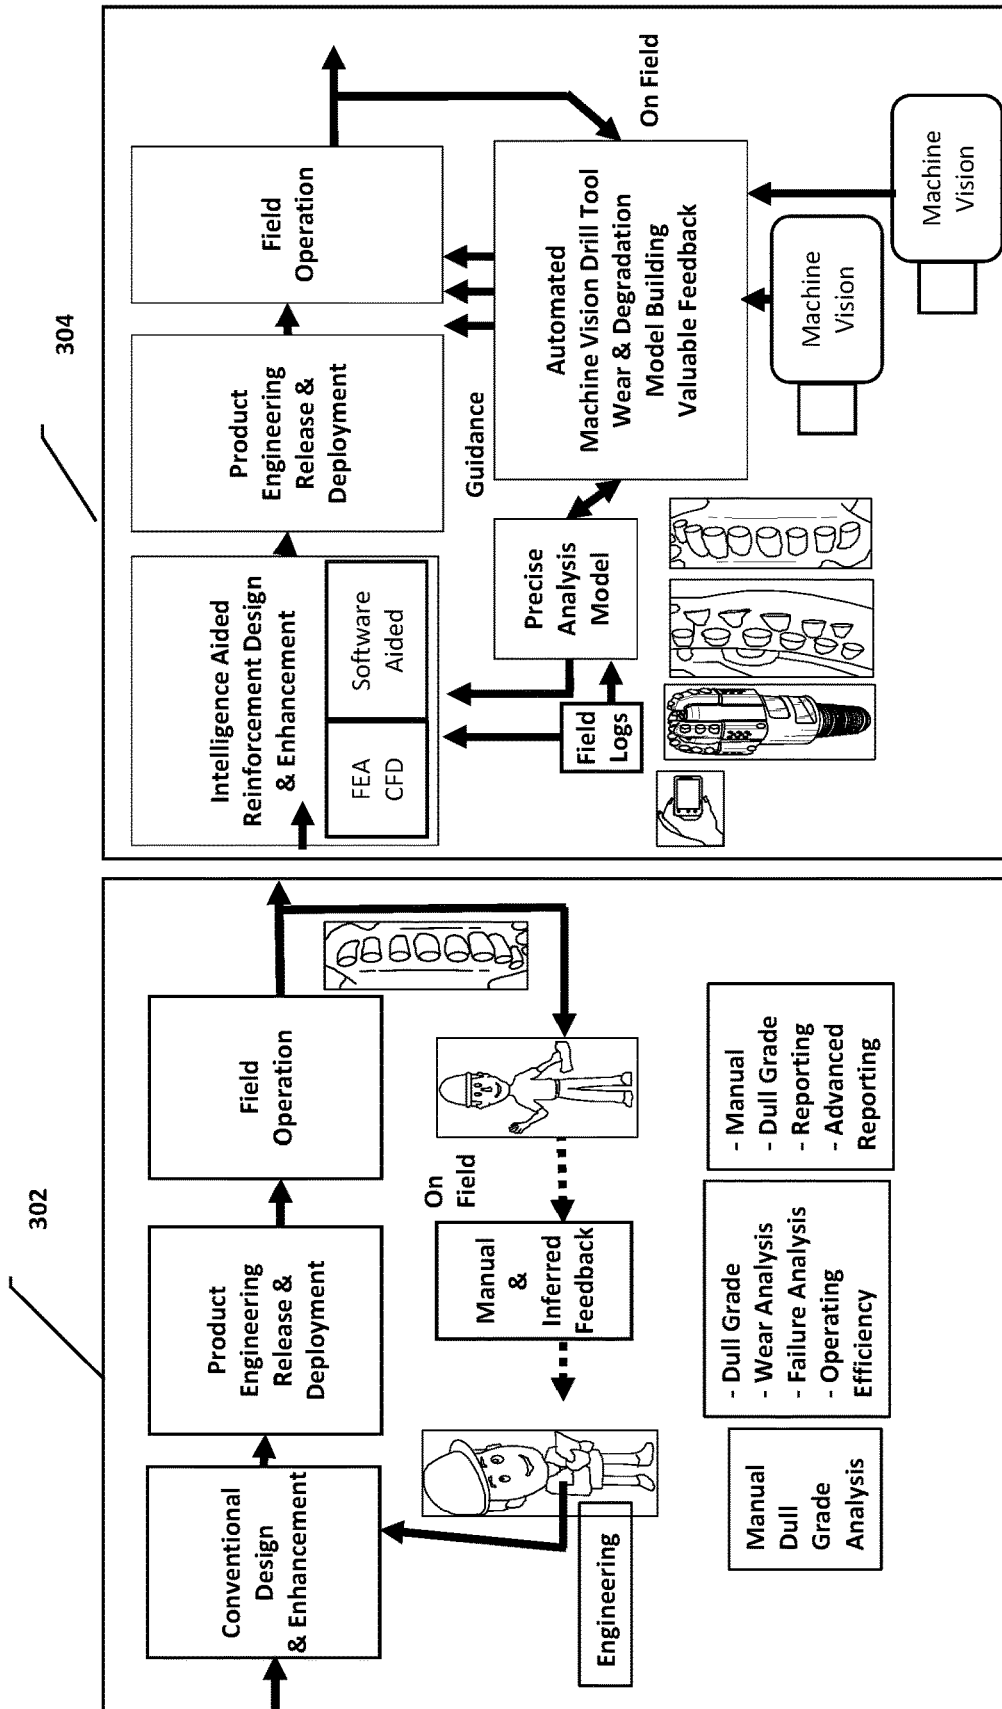 302
Conventional
Design
& Enhancement
Product
Engineering
Release &
Deployment
Field
Operation
On
Field
Manual
&
Inferred
Feedback
Engineering
Manual
Dull
Grade
Analysis
- Dull Grade
- Wear Analysis
- Failure Analysis
- Operating
Efficiency
- Manual
- Dull Grade
- Reporting
- Advanced
Reporting
304
Intelligence Aided
Reinforcement Design
& Enhancement
FEA
CFD
Software
Aided
Product
Engineering
Release &
Deployment
Field
Operation
Guidance
On Field
Field
Logs
Precise
Analysis
Model
Automated
Machine Vision Drill Tool
Wear & Degradation
Model Building
Valuable Feedback
Machine
Vision
Machine
Vision